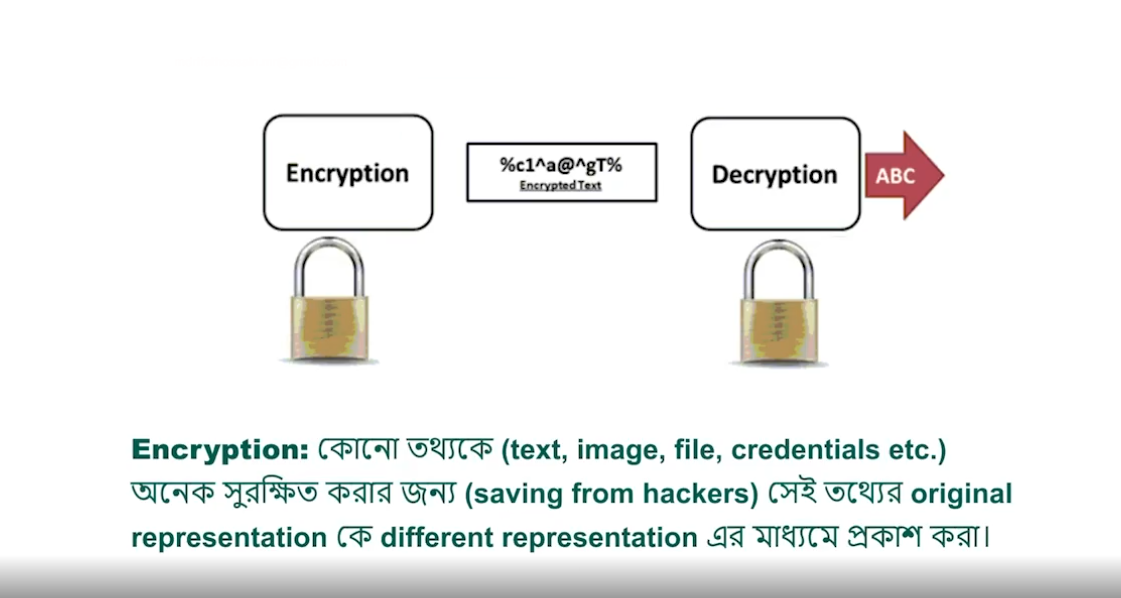 Encryption
%c1^a@^gT%
Encrypted Text
Decryption
ABC
Encryption: কোনো তথ্যকে (text, image, file, credentials etc.)
অনেক সুরক্ষিত করার জন্য (saving from hackers) সেই তথ্যের original
representation কে different representation এর মাধ্যমে প্রকাশ করা।